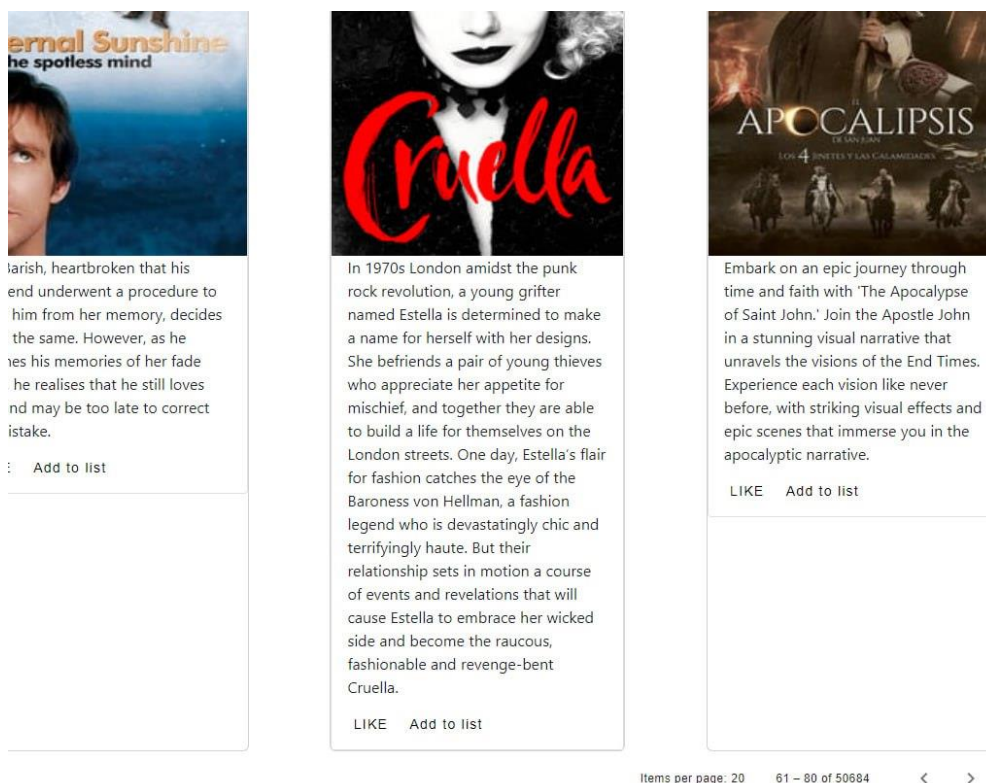 ernal Sunshine
he spotless mind
Barish, heartbroken that his
end underwent a procedure to
him from her memory, decides
the same. However, as he
hes his memories of her fade
he realises that he still loves
nd may be too late to correct
istake.
Add to list
Cruella
In 1970s London amidst the punk
rock revolution, a young grifter
named Estella is determined to make
a name for herself with her designs.
She befriends a pair of young thieves
who appreciate her appetite for
mischief, and together they are able
to build a life for themselves on the
London streets. One day, Estella's flair
for fashion catches the eye of the
Baroness von Hellman, a fashion
legend who is devastatingly chic and
terrifyingly haute. But their
relationship sets in motion a course
of events and revelations that will
cause Estella to embrace her wicked
side and become the raucous,
fashionable and revenge-bent
Cruella.
LIKE Add to list
EL
APOCALIPSIS
DE SAN JUAN
LOS 4 JINETES Y LAS CALAMIDADES
Embark on an epic journey through
time and faith with 'The Apocalypse
of Saint John.' Join the Apostle John
in a stunning visual narrative that
unravels the visions of the End Times.
Experience each vision like never
before, with striking visual effects and
epic scenes that immerse you in the
apocalyptic narrative.
LIKE Add to list
Items per page: 20 61 – 80 of 50684